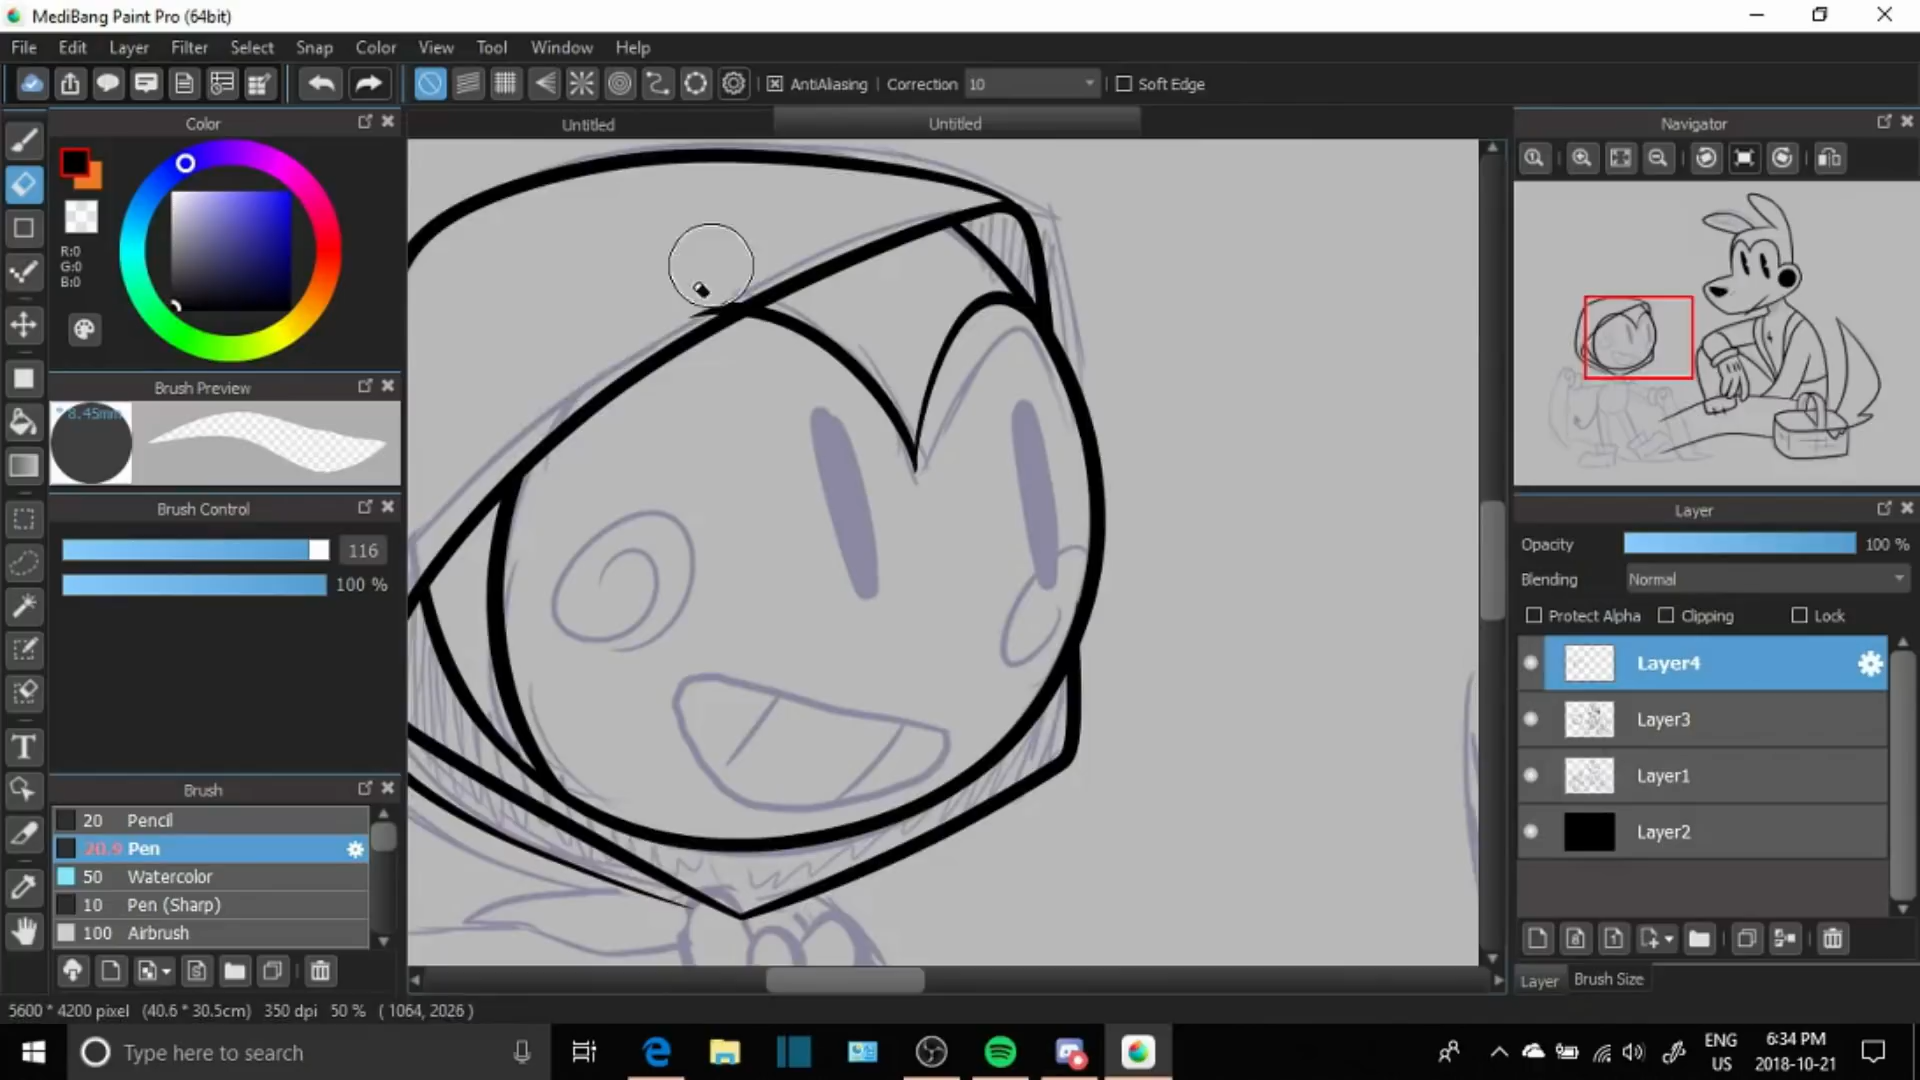 MediBang Paint Pro (64bit)
File Edit Layer Filter Select Snap Color View Tool Window Help
AntiAliasing Correction 10 Soft Edge
Color
Untitled
Untitled
Navigator
R:0
G:0
B:0
Brush Preview
* 8.45mm
Brush Control
116
100 %
Layer
Opacity 100 %
Blending Normal
Protect Alpha Clipping Lock
Layer4
Layer3
Layer1
Layer2
Brush
20 Pencil
20.9 Pen
50 Watercolor
10 Pen (Sharp)
100 Airbrush
Layer Brush Size
5600 * 4200 pixel (40.6 * 30.5cm) 350 dpi 50 % ( 1064, 2026 )
Type here to search
ENG
US
6:34 PM
2018-10-21